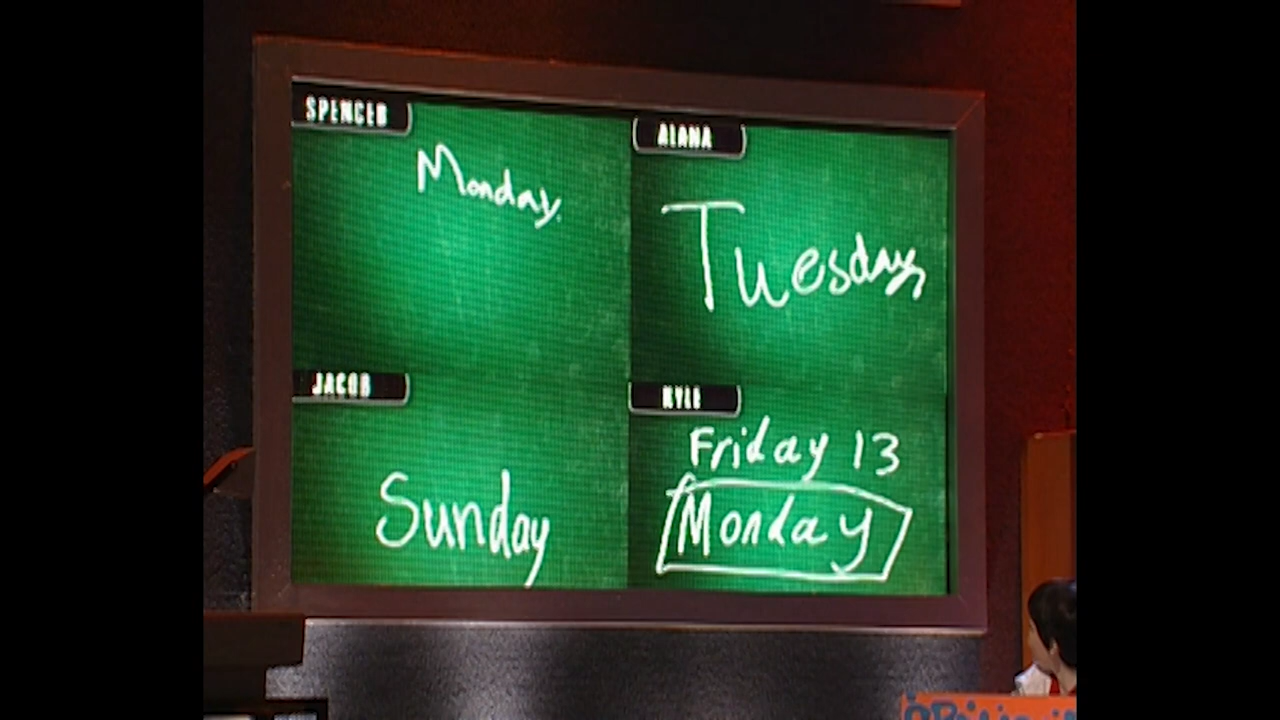 SPENCER
Monday.
ALANA
Tuesday
JACOB
Sunday
KYLE
Friday 13
Monday